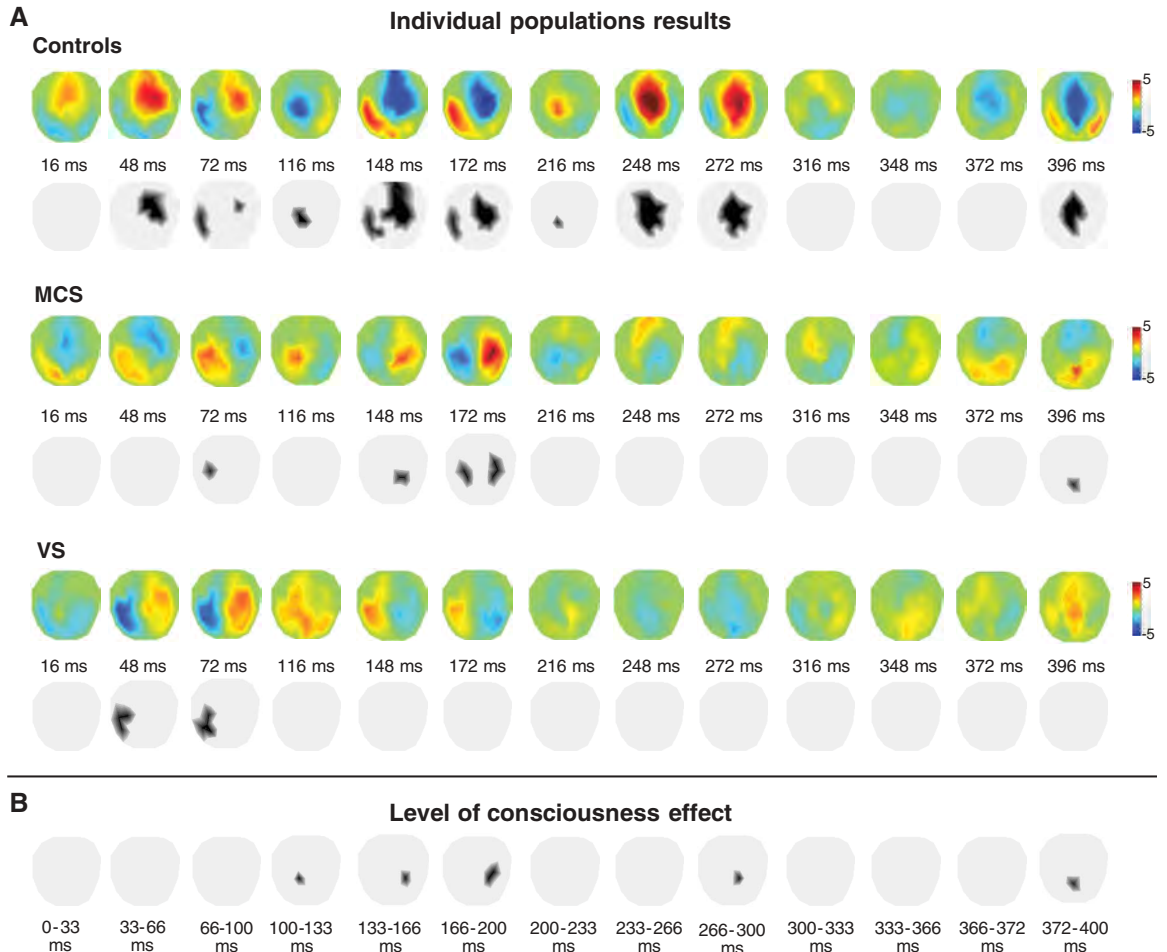 A
Individual populations results
Controls
5
-5
16 ms 48 ms 72 ms 116 ms 148 ms 172 ms 216 ms 248 ms 272 ms 316 ms 348 ms 372 ms 396 ms
MCS
5
-5
16 ms 48 ms 72 ms 116 ms 148 ms 172 ms 216 ms 248 ms 272 ms 316 ms 348 ms 372 ms 396 ms
VS
5
-5
16 ms 48 ms 72 ms 116 ms 148 ms 172 ms 216 ms 248 ms 272 ms 316 ms 348 ms 372 ms 396 ms
B
Level of consciousness effect
0-33 33-66 66-100 100-133 133-166 166-200 200-233 233-266 266-300 300-333 333-366 366-372 372-400
ms ms ms ms ms ms ms ms ms ms ms ms ms